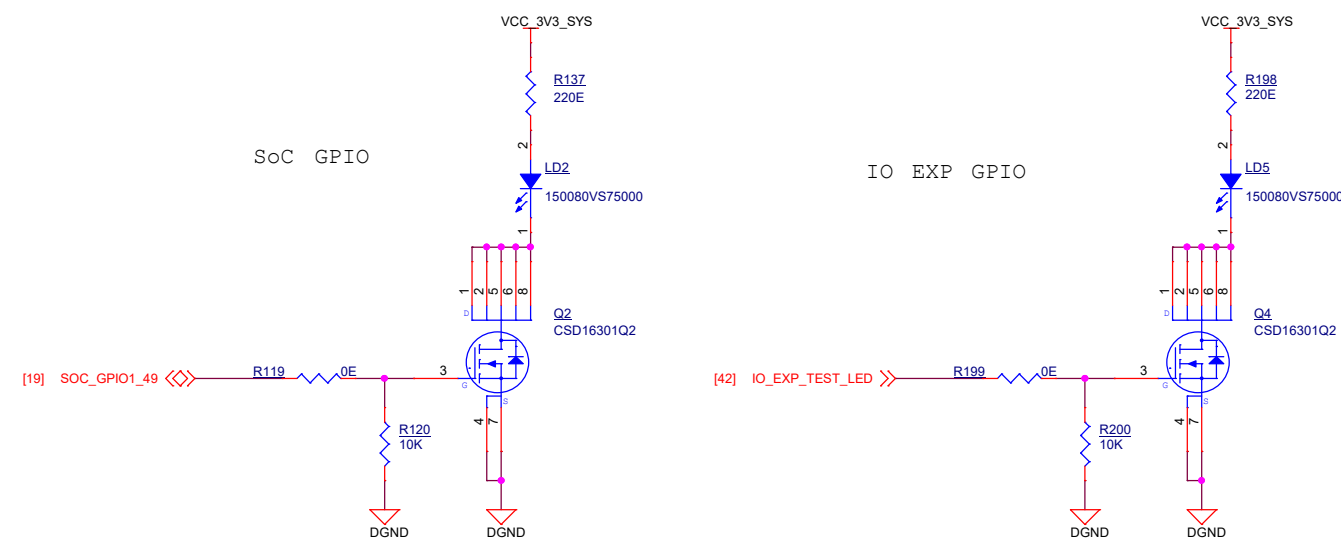 VCC_3V3_SYS
R137
220E
SoC GPIO
2
LD2
150080VS75000
1
1 2 5 6 8
D
Q2
CSD16301Q2
[19] SOC_GPIO1_49
R119 0E
3
G
S
R120
10K
4 7
DGND DGND
VCC_3V3_SYS
R198
220E
IO EXP GPIO
2
LD5
150080VS75000
1
1 2 5 6 8
D
Q4
CSD16301Q2
[42] IO_EXP_TEST_LED
R199 0E
3
G
S
R200
10K
4 7
DGND DGND